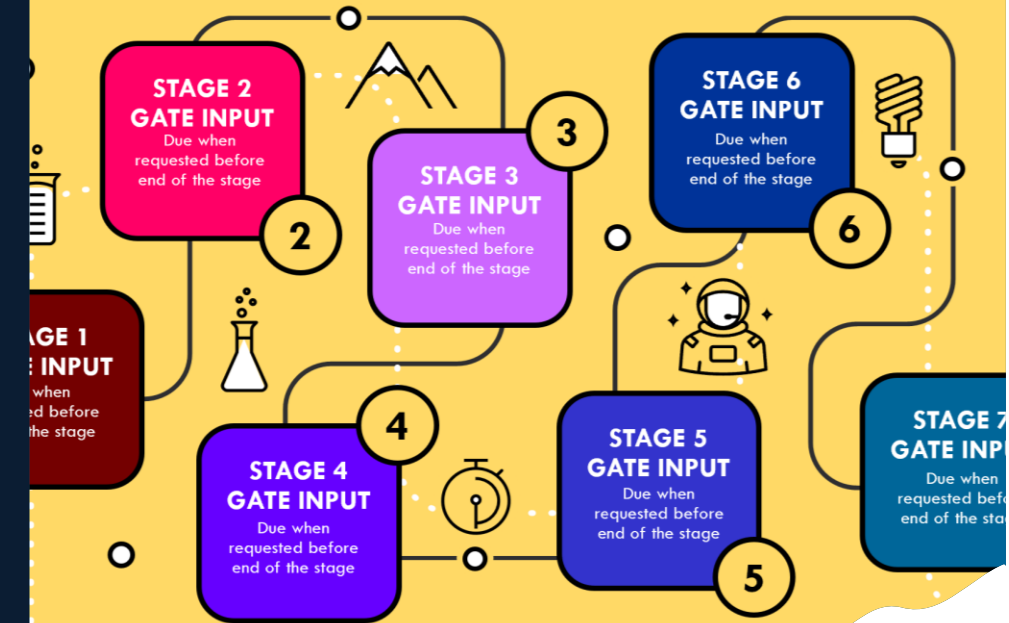 STAGE 2
GATE INPUT
Due when
requested before
end of the stage
2
STAGE 3
GATE INPUT
Due when
requested before
end of the stage
3
STAGE 6
GATE INPUT
Due when
requested before
end of the stage
6
AGE 1
E INPUT
when
ed before
the stage
STAGE 4
GATE INPUT
Due when
requested before
end of the stage
4
STAGE 5
GATE INPUT
Due when
requested before
end of the stage
5
STAGE 7
GATE INP
Due when
requested befo
end of the sta